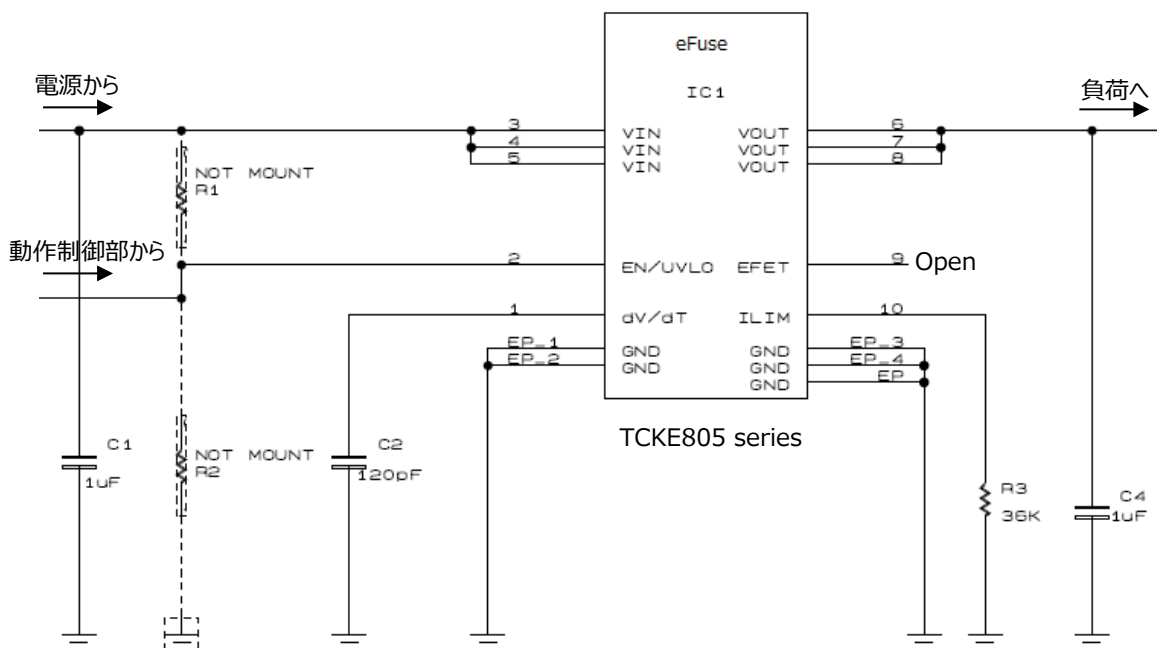 eFuse
IC1
電源から
負荷へ
3 VIN VOUT 6
4 VIN VOUT 7
5 VIN VOUT 8
NOT MOUNT
R1
動作制御部から
2 EN/UVLO EFET 9 Open
1 dV/dT ILIM 10
EP_1 GND GND EP_3
EP_2 GND GND EP_4
GND EP
TCKE805 series
C1
1uF
NOT MOUNT
R2
C2
120pF
R3
36K
C4
1uF